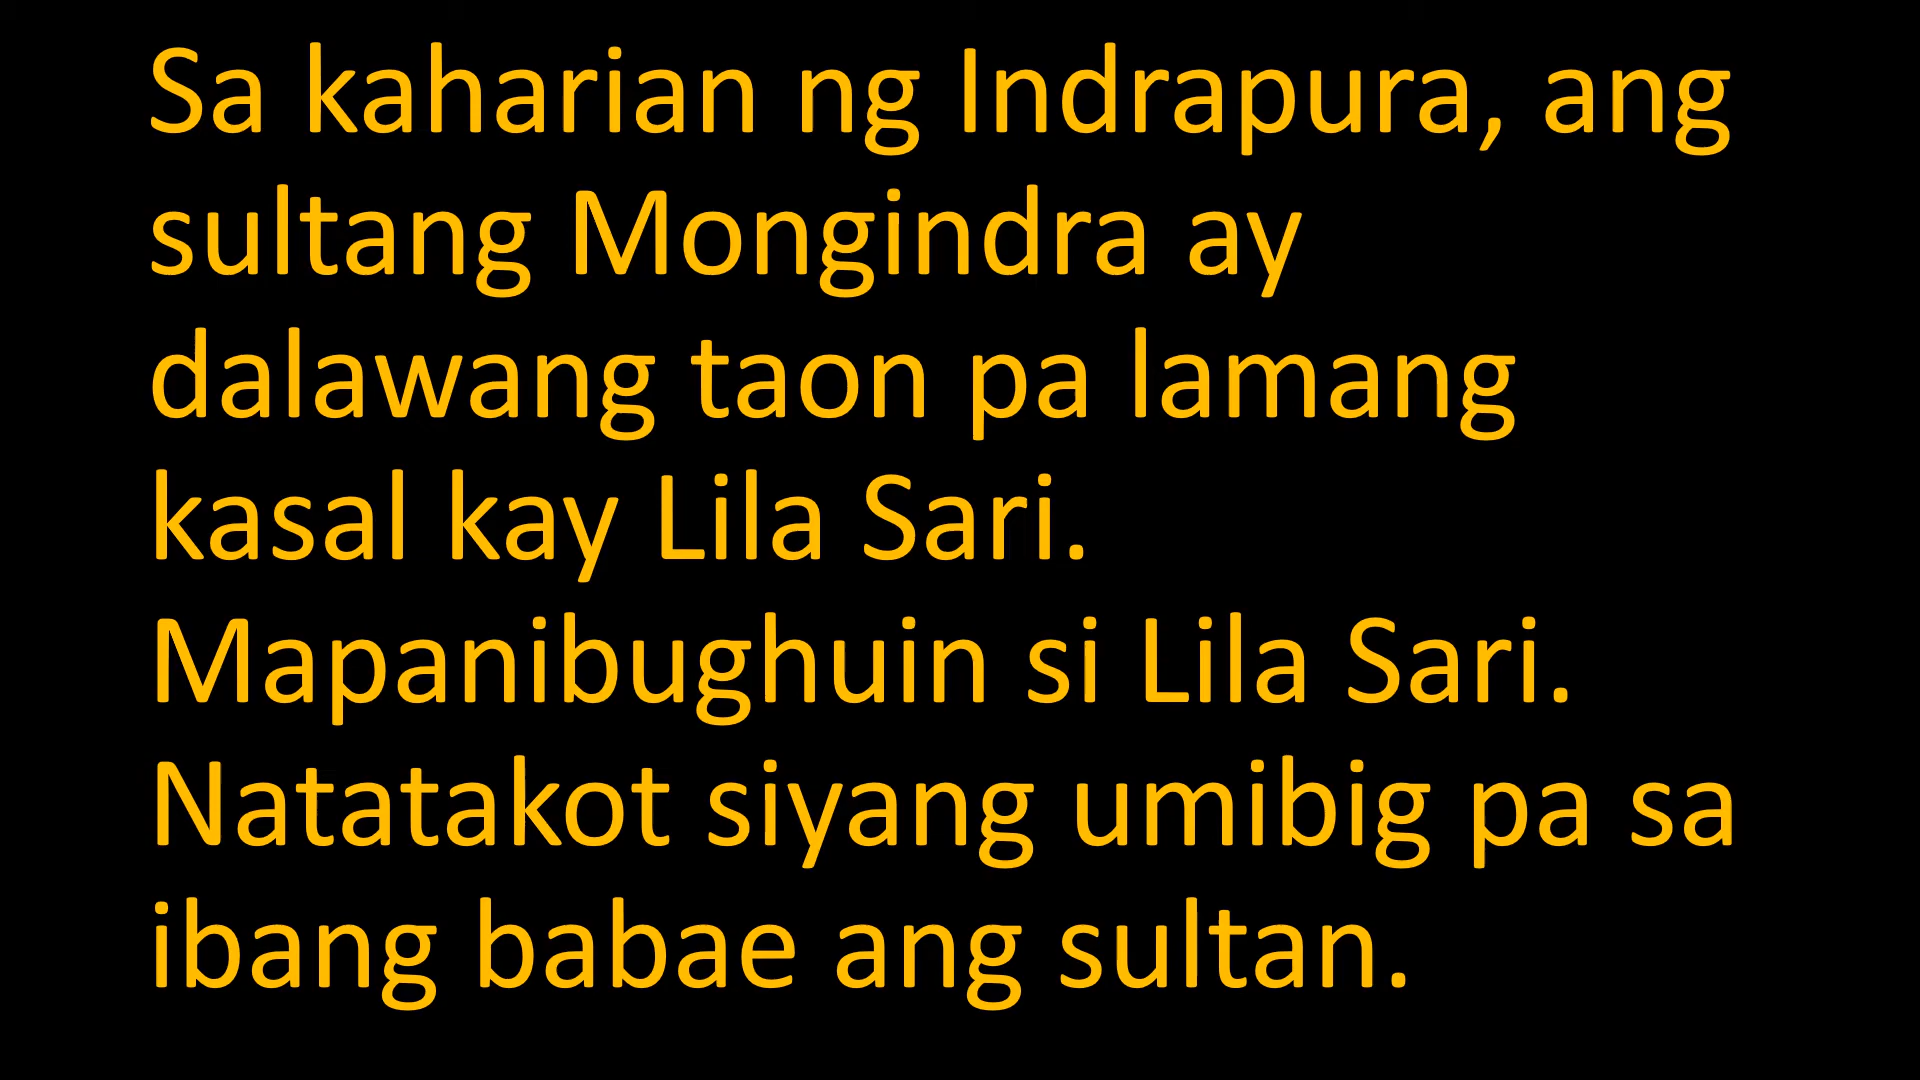 Sa kaharian ng Indrapura, ang
sultang Mongindra ay
dalawang taon pa lamang
kasal kay Lila Sari.
Mapanibughuin si Lila Sari.
Natatakot siyang umibig pa sa
ibang babae ang sultan.